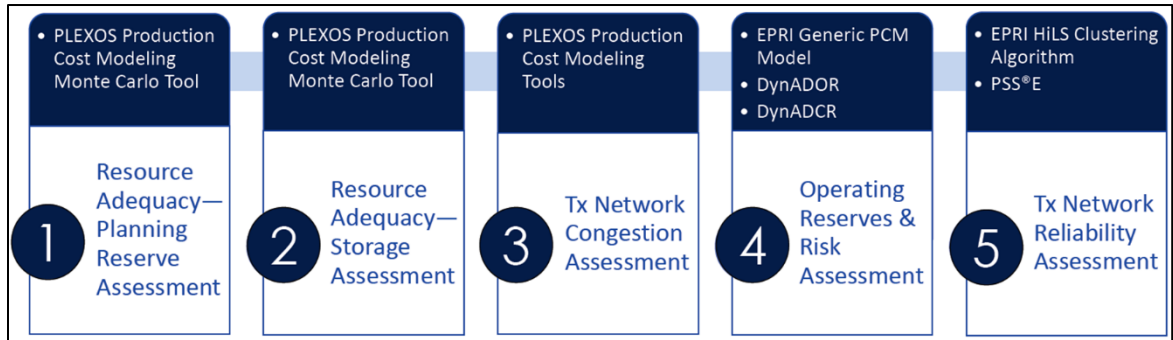 • PLEXOS Production
Cost Modeling
Monte Carlo Tool
1
Resource
Adequacy—
Planning
Reserve
Assessment
• PLEXOS Production
Cost Modeling
Monte Carlo Tool
2
Resource
Adequacy—
Storage
Assessment
• PLEXOS Production
Cost Modeling
Tools
3
Tx Network
Congestion
Assessment
• EPRI Generic PCM
Model
• DynADOR
• DynADCR
4
Operating
Reserves &
Risk
Assessment
• EPRI HiLS Clustering
Algorithm
• PSS®E
5
Tx Network
Reliability
Assessment